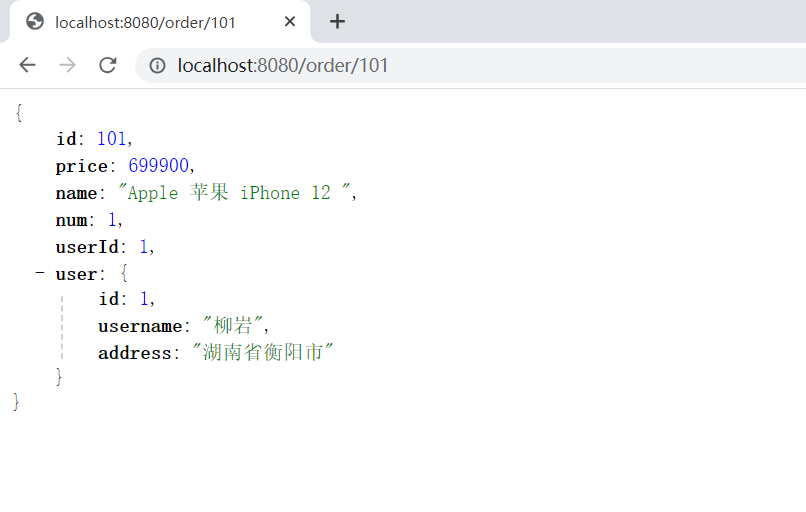 localhost:8080/order/101
localhost:8080/order/101
{
id: 101,
price: 699900,
name: "Apple 苹果 iPhone 12 ",
num: 1,
userId: 1,
- user: {
id: 1,
username: "柳岩",
address: "湖南省衡阳市"
}
}